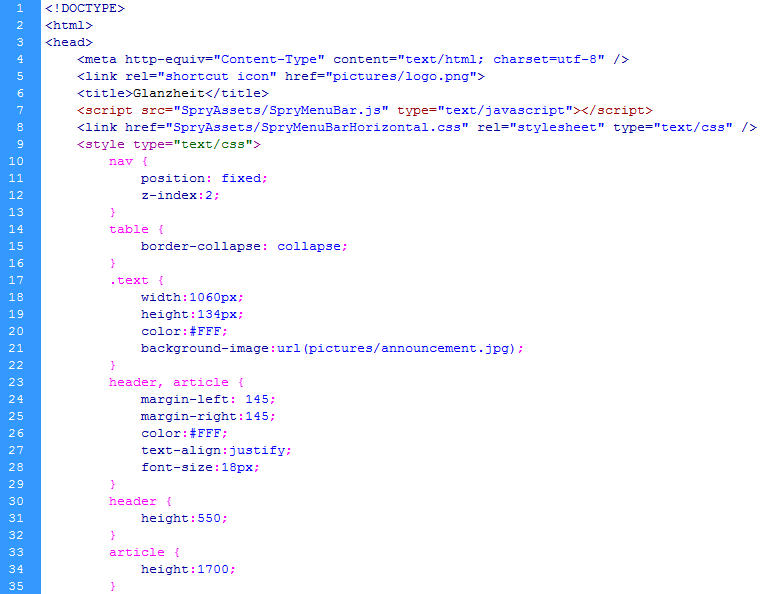 1 <!DOCTYPE>
2 <html>
3 <head>
4 <meta http-equiv="Content-Type" content="text/html; charset=utf-8" />
5 <link rel="shortcut icon" href="pictures/logo.png">
6 <title>Glanzheit</title>
7 <script src="SpryAssets/SpryMenuBar.js" type="text/javascript"></script>
8 <link href="SpryAssets/SpryMenuBarHorizontal.css" rel="stylesheet" type="text/css" />
9 <style type="text/css">
10 nav {
11 position: fixed;
12 z-index:2;
13 }
14 table {
15 border-collapse: collapse;
16 }
17 .text {
18 width:1060px;
19 height:134px;
20 color:#FFF;
21 background-image:url(pictures/announcement.jpg);
22 }
23 header, article {
24 margin-left: 145;
25 margin-right:145;
26 color:#FFF;
27 text-align:justify;
28 font-size:18px;
29 }
30 header {
31 height:550;
32 }
33 article {
34 height:1700;
35 }